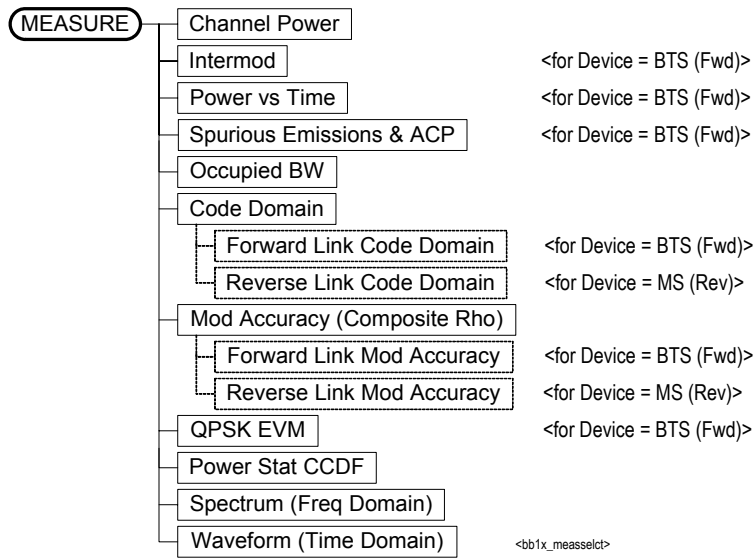 MEASURE
Channel Power
Intermod <for Device = BTS (Fwd)>
Power vs Time <for Device = BTS (Fwd)>
Spurious Emissions & ACP <for Device = BTS (Fwd)>
Occupied BW
Code Domain
Forward Link Code Domain <for Device = BTS (Fwd)>
Reverse Link Code Domain <for Device = MS (Rev)>
Mod Accuracy (Composite Rho)
Forward Link Mod Accuracy <for Device = BTS (Fwd)>
Reverse Link Mod Accuracy <for Device = MS (Rev)>
QPSK EVM <for Device = BTS (Fwd)>
Power Stat CCDF
Spectrum (Freq Domain)
Waveform (Time Domain) <bb1x_measselct>